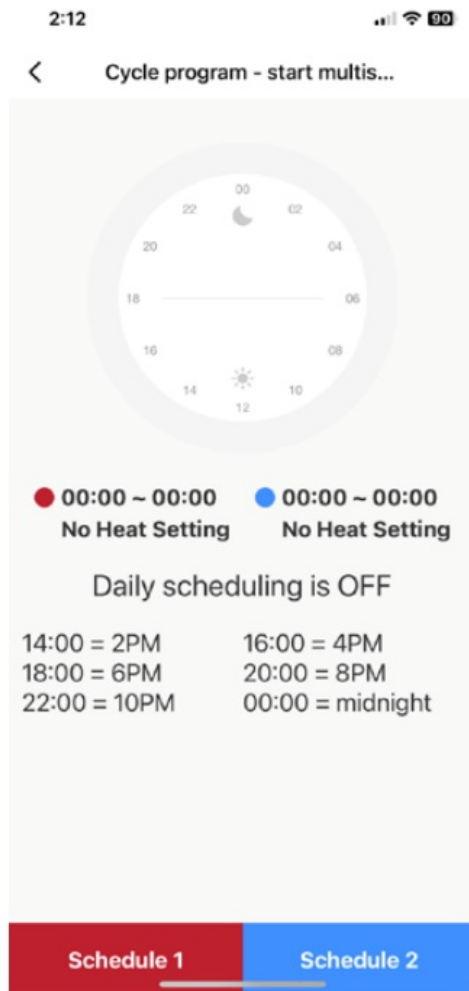 2:12
90
Cycle program - start multis...
00
22
02
20
04
18
06
16
08
14
10
12
00:00 ~ 00:00
No Heat Setting
00:00 ~ 00:00
No Heat Setting
Daily scheduling is OFF
14:00 = 2PM
16:00 = 4PM
18:00 = 6PM
20:00 = 8PM
22:00 = 10PM
00:00 = midnight
Schedule 1
Schedule 2